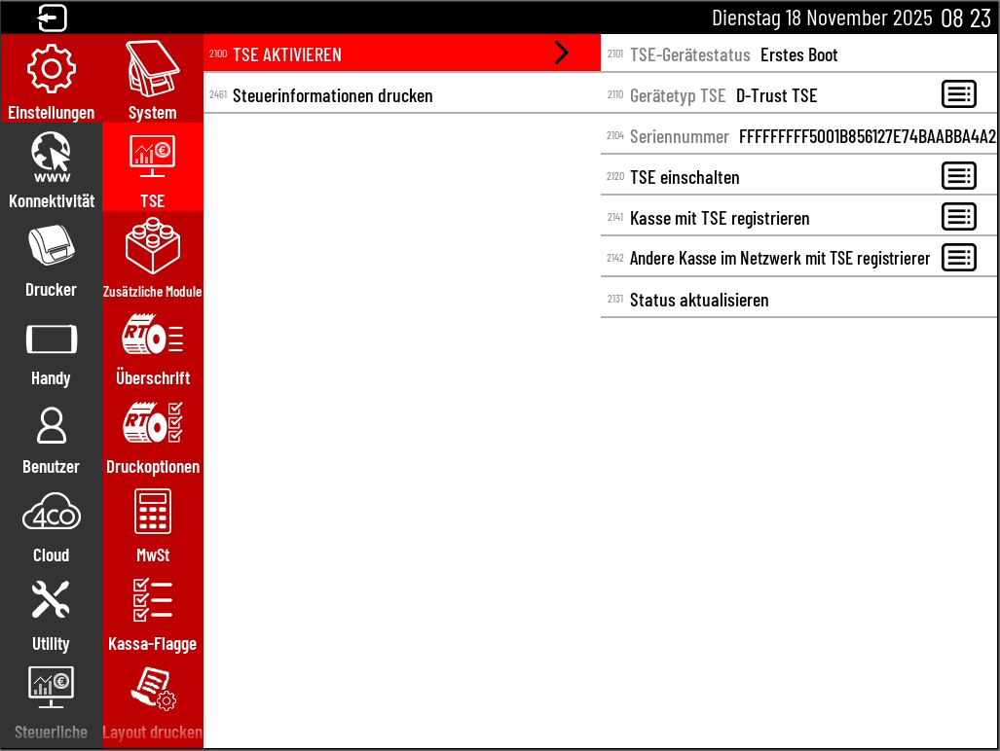 Dienstag 18 November 2025 08 23
Einstellungen
Konnektivität
www
Drucker
Handy
Benutzer
4CO
Cloud
Utility
Steuerliche
System
TSE
Zusätzliche Module
RT
Überschrift
RT
Druckoptionen
MwSt
Kassa-Flagge
Layout drucken
2100 TSE AKTIVIEREN
2461 Steuerinformationen drucken
2101 TSE-Gerätestatus Erstes Boot
2110 Gerätetyp TSE D-Trust TSE
2104 Seriennummer FFFFFFFFF5001B856127E74BAABBA4A2
2120 TSE einschalten
2141 Kasse mit TSE registrieren
2142 Andere Kasse im Netzwerk mit TSE registrierer
2131 Status aktualisieren